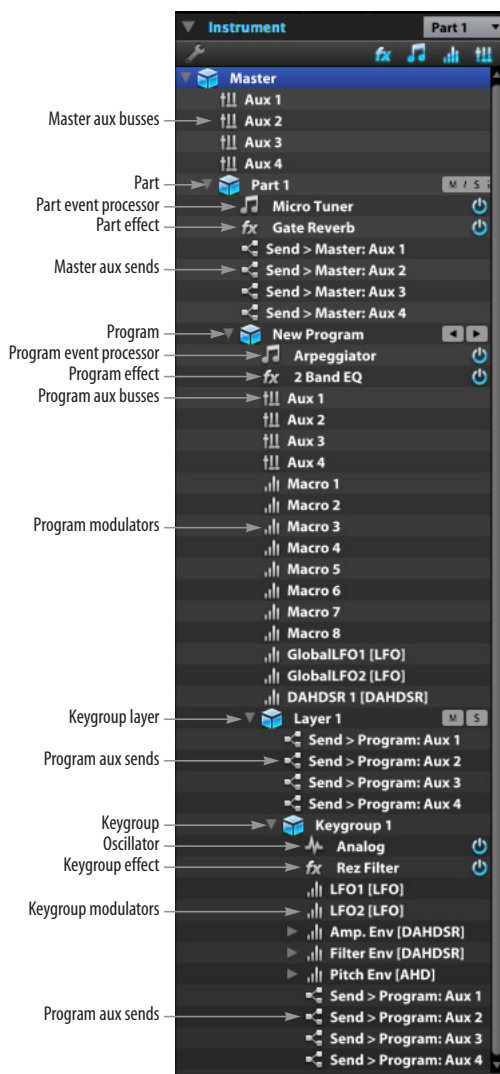 Instrument Part 1
fx
Master
Aux 1
Master aux busses Aux 2
Aux 3
Aux 4
Part Part 1 M S
Part event processor Micro Tuner
Part effect fx Gate Reverb
Send > Master: Aux 1
Master aux sends Send > Master: Aux 2
Send > Master: Aux 3
Send > Master: Aux 4
Program New Program
Program event processor Arpeggiator
Program effect fx 2 Band EQ
Program aux busses Aux 1
Aux 2
Aux 3
Aux 4
Macro 1
Macro 2
Program modulators Macro 3
Macro 4
Macro 5
Macro 6
Macro 7
Macro 8
GlobalLFO1 [LFO]
GlobalLFO2 [LFO]
DAHDSR 1 [DAHDSR]
Keygroup layer Layer 1 M S
Send > Program: Aux 1
Program aux sends Send > Program: Aux 2
Send > Program: Aux 3
Send > Program: Aux 4
Keygroup Keygroup 1
Oscillator Analog
Keygroup effect fx Rez Filter
LFO1 [LFO]
Keygroup modulators LFO2 [LFO]
Amp. Env [DAHDSR]
Filter Env [DAHDSR]
Pitch Env [AHD]
Send > Program: Aux 1
Program aux sends Send > Program: Aux 2
Send > Program: Aux 3
Send > Program: Aux 4